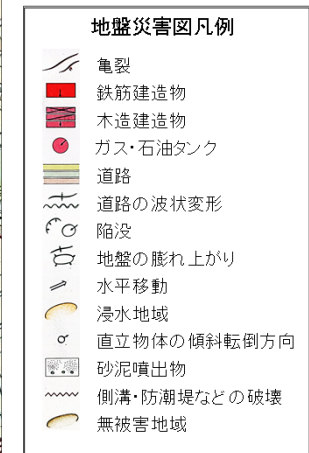 地盤災害図凡例
亀裂
鉄筋建造物
木造建造物
ガス・石油タンク
道路
道路の波状変形
陥没
地盤の膨れ上がり
水平移動
浸水地域
直立物体の傾斜転倒方向
砂泥噴出物
側溝・防潮堤などの破壊
無被害地域